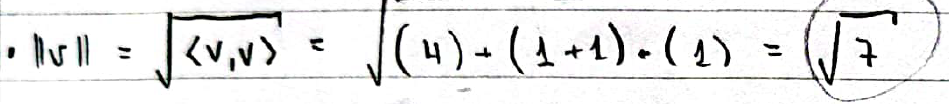 • ||v|| = √<v,v> = √(4)+(1+1)+(1) = √7